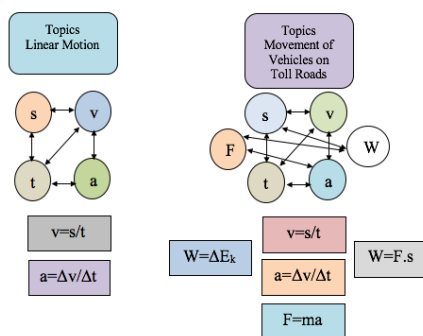 Topics
Linear Motion
s
v
t
a
v=s/t
a=Δv/Δt
Topics
Movement of
Vehicles on
Toll Roads
s
v
F
W
t
a
v=s/t
W=ΔEₖ
W=F.s
a=Δv/Δt
F=ma